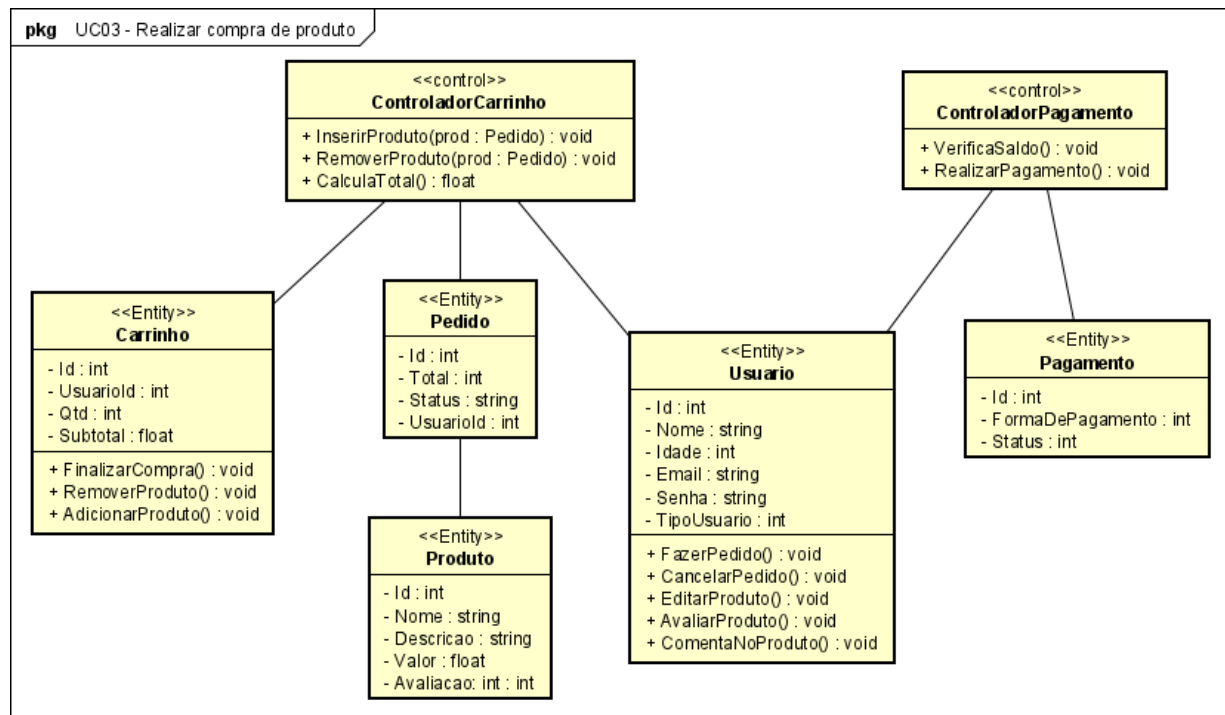 pkg UC03 - Realizar compra de produto
<<control>>
ControladorCarrinho
+ InserirProduto(prod : Pedido) : void
+ RemoverProduto(prod : Pedido) : void
+ CalculaTotal() : float
<<control>>
ControladorPagamento
+ VerificaSaldo() : void
+ RealizarPagamento() : void
<<Entity>>
Carrinho
- Id : int
- UsuarioId : int
- Qtd : int
- Subtotal : float
+ FinalizarCompra() : void
+ RemoverProduto() : void
+ AdicionarProduto() : void
<<Entity>>
Pedido
- Id : int
- Total : int
- Status : string
- UsuarioId : int
<<Entity>>
Produto
- Id : int
- Nome : string
- Descricao : string
- Valor : float
- Avaliacao: int : int
<<Entity>>
Usuario
- Id : int
- Nome : string
- Idade : int
- Email : string
- Senha : string
- TipoUsuario : int
+ FazerPedido() : void
+ CancelarPedido() : void
+ EditarProduto() : void
+ AvaliarProduto() : void
+ ComentaNoProduto() : void
<<Entity>>
Pagamento
- Id : int
- FormaDePagamento : int
- Status : int